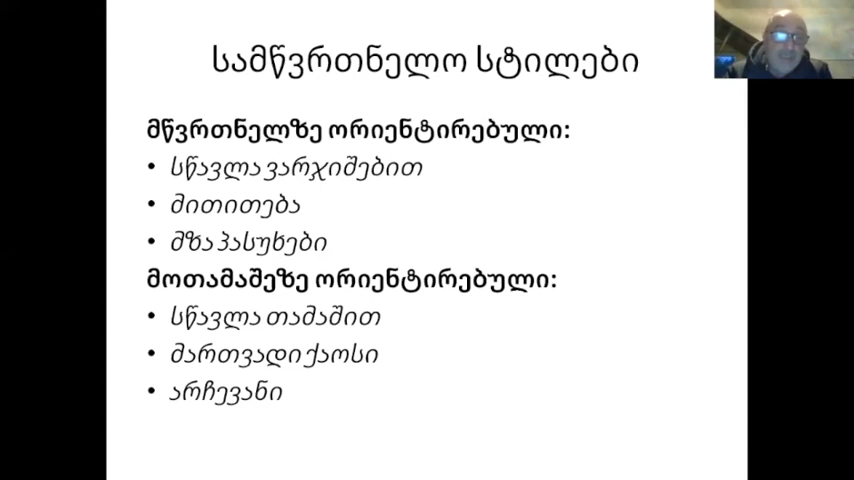 სამწვრთნელო სტილები
მწვრთნელზე ორიენტირებული:
• სწავლა ვარჯიშებით
• მითითება
• მზა პასუხები
მოთამაშეზე ორიენტირებული:
• სწავლა თამაშით
• მართვადი ქაოსი
• არჩევანი